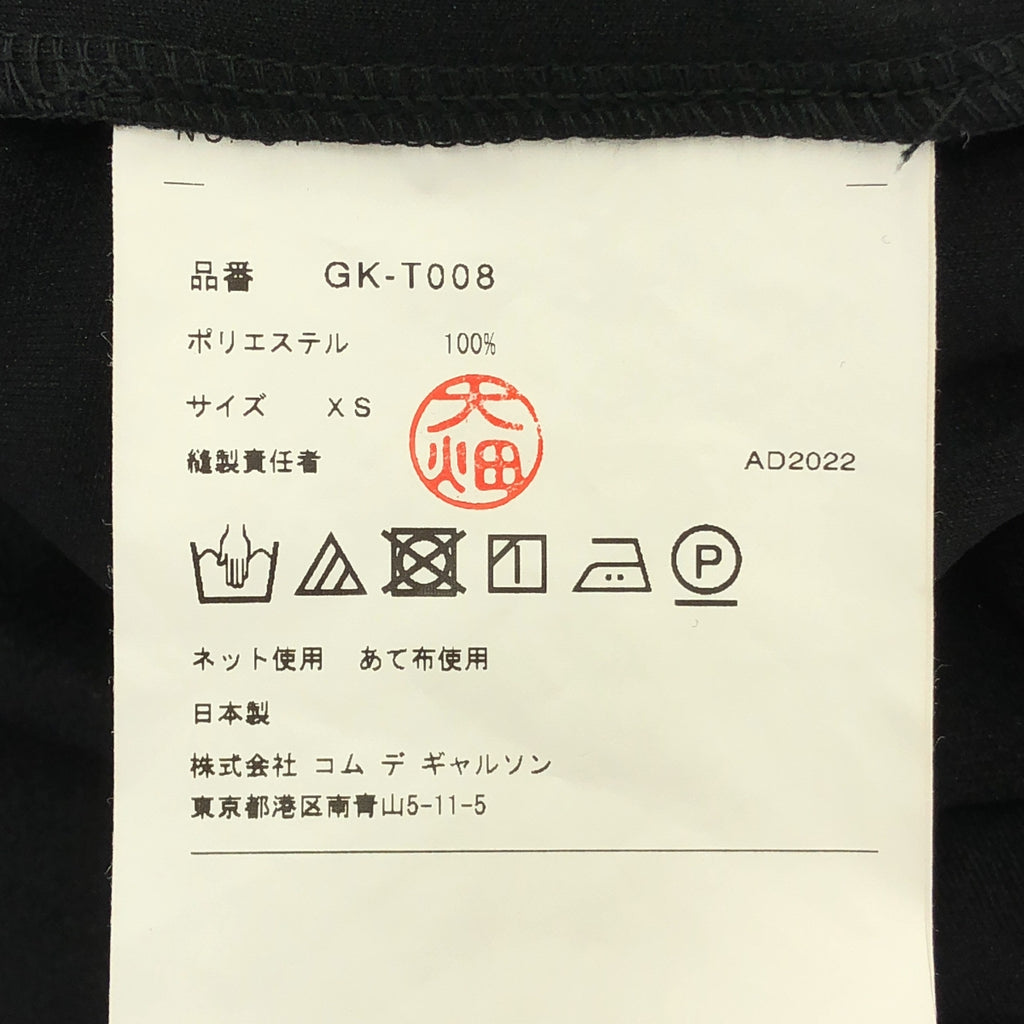 品番 GK-T008
ポリエステル 100%
サイズ XS
縫製責任者 大畑 AD2022
P
ネット使用 あて布使用
日本製
株式会社 コム デ ギャルソン
東京都港区南青山5-11-5